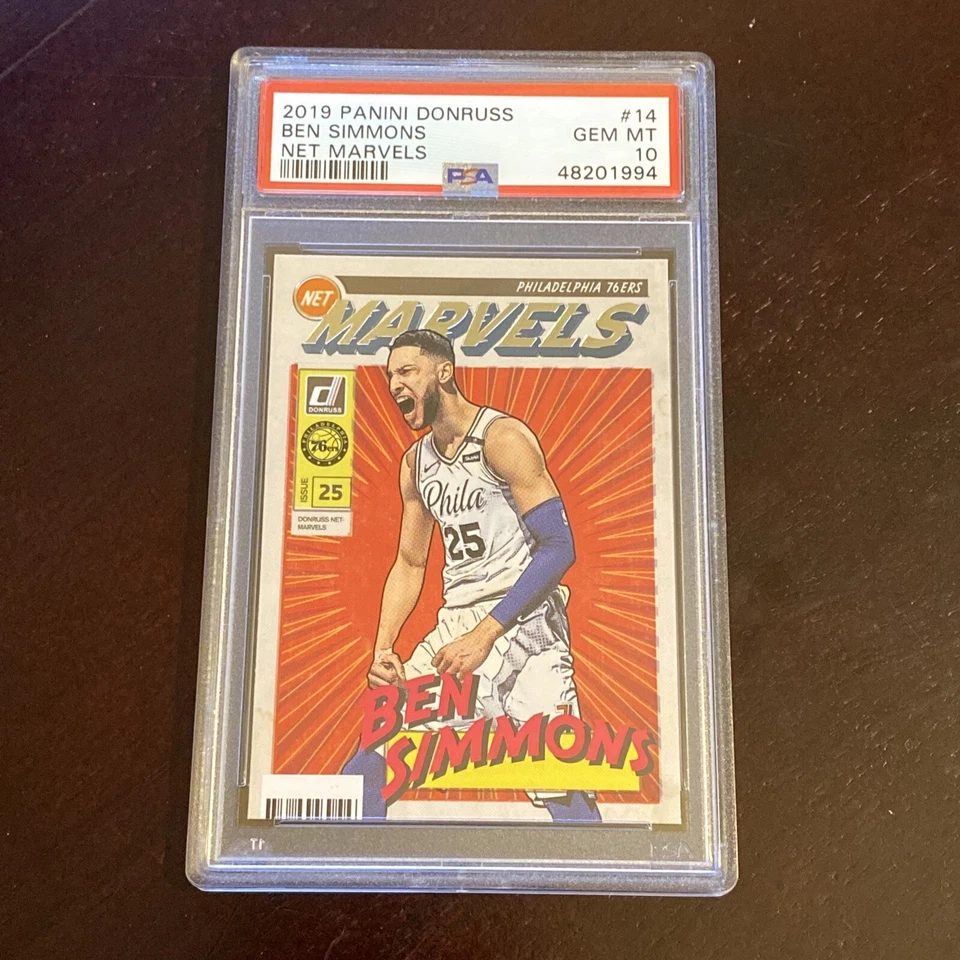 2019 PANINI DONRUSS #14
BEN SIMMONS GEM MT
NET MARVELS 10
PSA 48201994
PHILADELPHIA 76ERS
NET
MARVELS
DONRUSS
PHILADELPHIA
76ers
ISSUE 25
DONRUSS NET-
MARVELS
Phila
25
BEN
SIMMONS